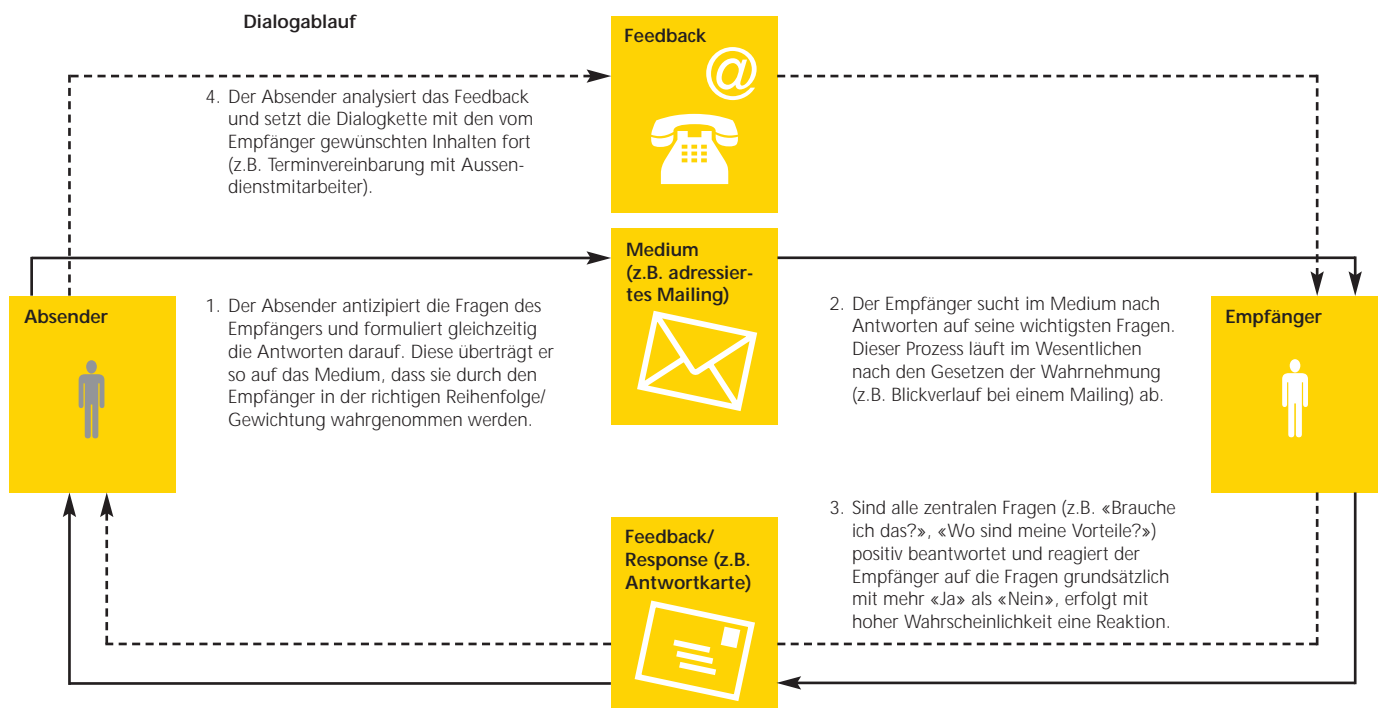 Dialogablauf
Feedback
@
4. Der Absender analysiert das Feedback
und setzt die Dialogkette mit den vom
Empfänger gewünschten Inhalten fort
(z.B. Terminvereinbarung mit Aussen-
dienstmitarbeiter).
Medium
(z.B. adressier-
tes Mailing)
Absender
1. Der Absender antizipiert die Fragen des
Empfängers und formuliert gleichzeitig
die Antworten darauf. Diese überträgt er
so auf das Medium, dass sie durch den
Empfänger in der richtigen Reihenfolge/
Gewichtung wahrgenommen werden.
2. Der Empfänger sucht im Medium nach
Antworten auf seine wichtigsten Fragen.
Dieser Prozess läuft im Wesentlichen
nach den Gesetzen der Wahrnehmung
(z.B. Blickverlauf bei einem Mailing) ab.
Empfänger
3. Sind alle zentralen Fragen (z.B. «Brauche
ich das?», «Wo sind meine Vorteile?»)
positiv beantwortet und reagiert der
Empfänger auf die Fragen grundsätzlich
mit mehr «Ja» als «Nein», erfolgt mit
hoher Wahrscheinlichkeit eine Reaktion.
Feedback/
Response (z.B.
Antwortkarte)